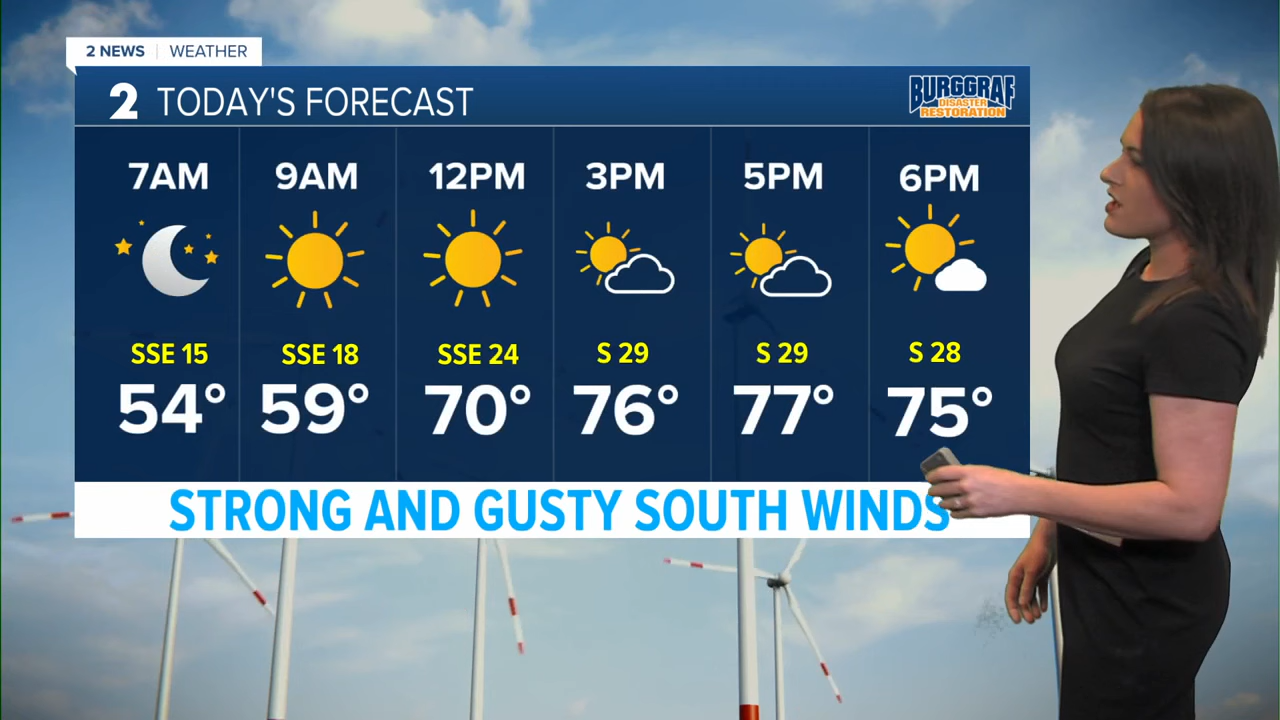 2 NEWS | WEATHER
2 TODAY'S FORECAST
BURGGRAF
DISASTER
RESTORATION
7AM 9AM 12PM 3PM 5PM 6PM
SSE 15 SSE 18 SSE 24 S 29 S 29 S 28
54° 59° 70° 76° 77° 75°
STRONG AND GUSTY SOUTH WINDS